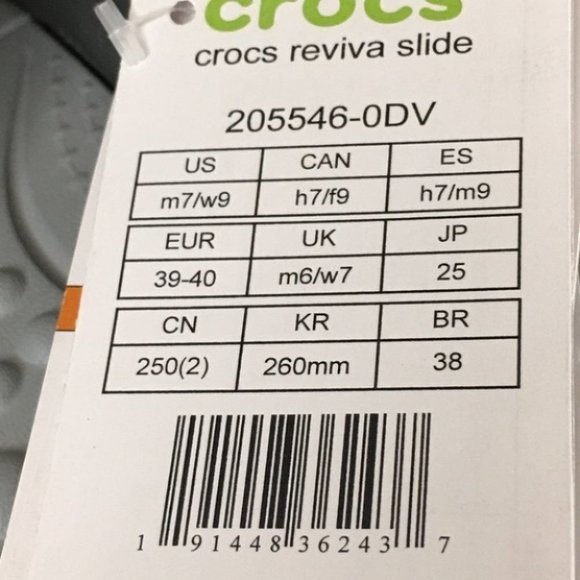 crocs
crocs reviva slide
205546-0DV
US CAN ES
m7/w9 h7/f9 h7/m9
EUR UK JP
39-40 m6/w7 25
CN KR BR
250(2) 260mm 38
1 91448 36243 7